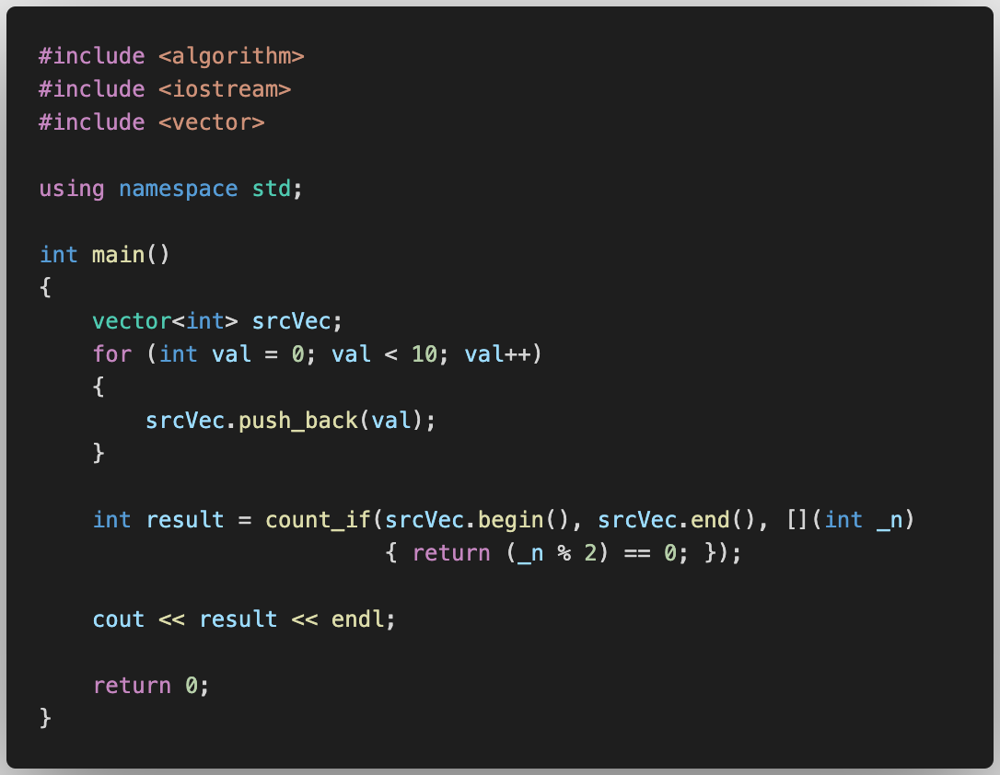 #include <algorithm>
#include <iostream>
#include <vector>

using namespace std;

int main()
{
    vector<int> srcVec;
    for (int val = 0; val < 10; val++)
    {
        srcVec.push_back(val);
    }

    int result = count_if(srcVec.begin(), srcVec.end(), [](int _n)
                          { return (_n % 2) == 0; });

    cout << result << endl;

    return 0;
}